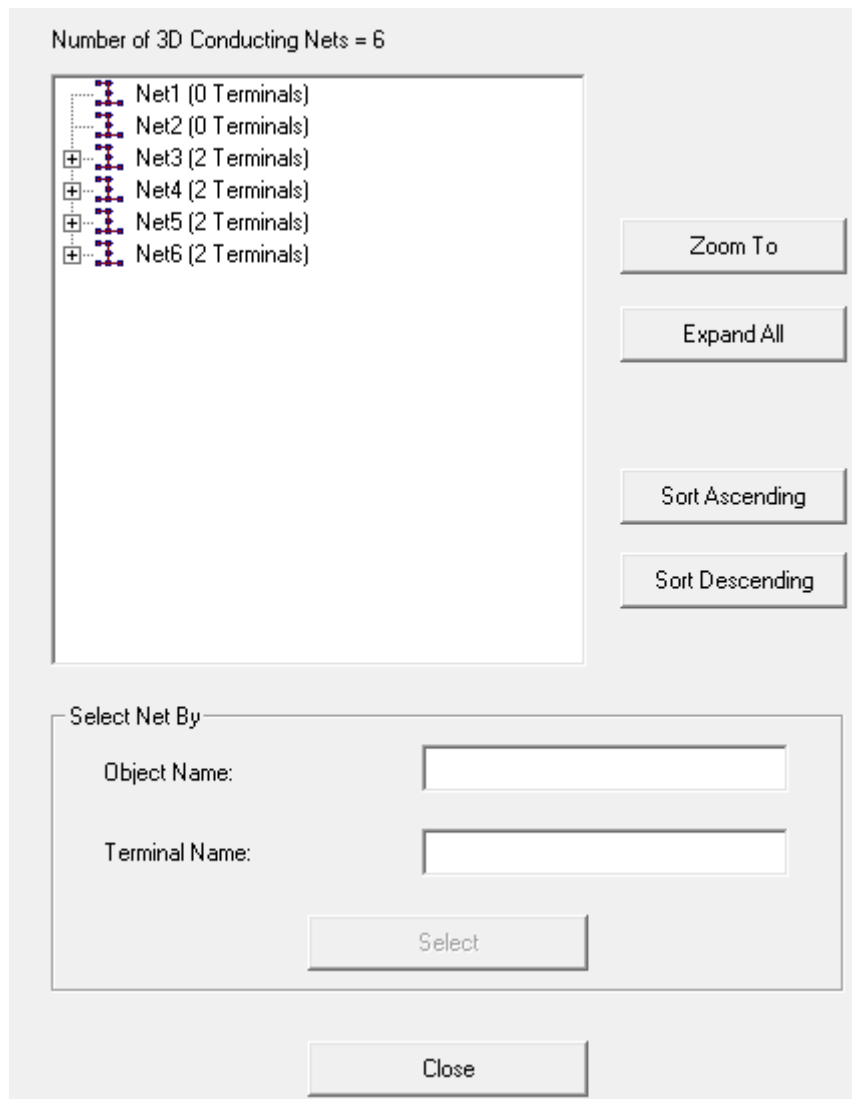 Number of 3D Conducting Nets = 6
Net1 (0 Terminals)
Net2 (0 Terminals)
Net3 (2 Terminals)
Net4 (2 Terminals)
Net5 (2 Terminals)
Net6 (2 Terminals)
Zoom To
Expand All
Sort Ascending
Sort Descending
Select Net By
Object Name:
Terminal Name:
Select
Close